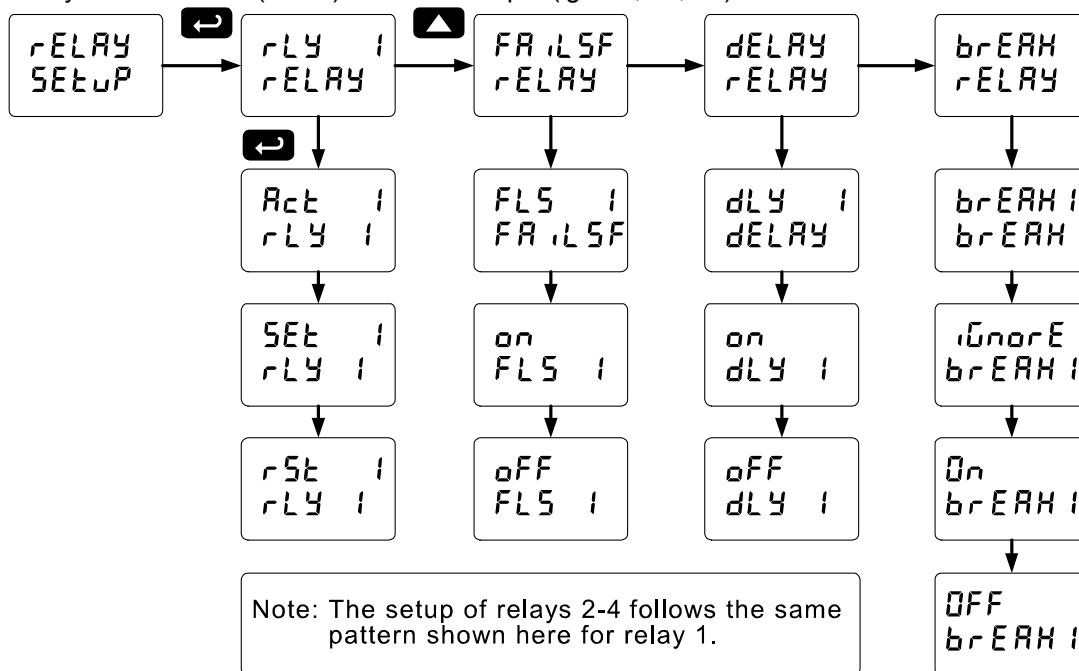 rELAY
SEtuP
rLY 1
rELAY
FAiLSF
rELAY
dELAY
rELAY
brEAH
rELAY
Act 1
rLY 1
FLS 1
FAiLSF
dLY 1
dELAY
brEAH 1
brEAH
SEt 1
rLY 1
on
FLS 1
on
dLY 1
iGnorE
brEAH 1
rSt 1
rLY 1
oFF
FLS 1
oFF
dLY 1
On
brEAH 1
Note: The setup of relays 2-4 follows the same
pattern shown here for relay 1.
OFF
brEAH 1